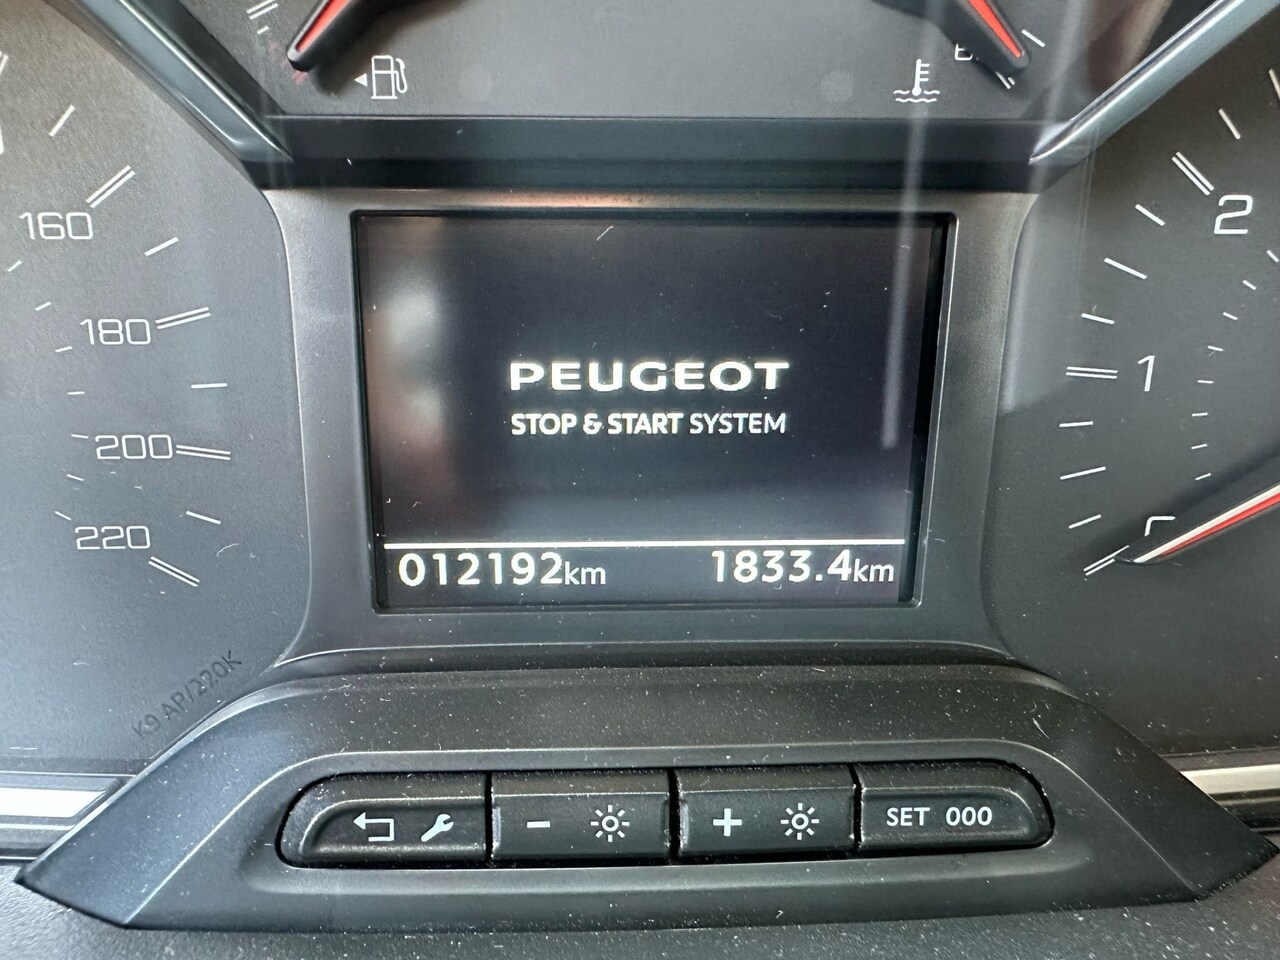 160
180
200
220
2
1
PEUGEOT
STOP & START SYSTEM
012192km
1833.4km
K9 AP/220K
SET 000